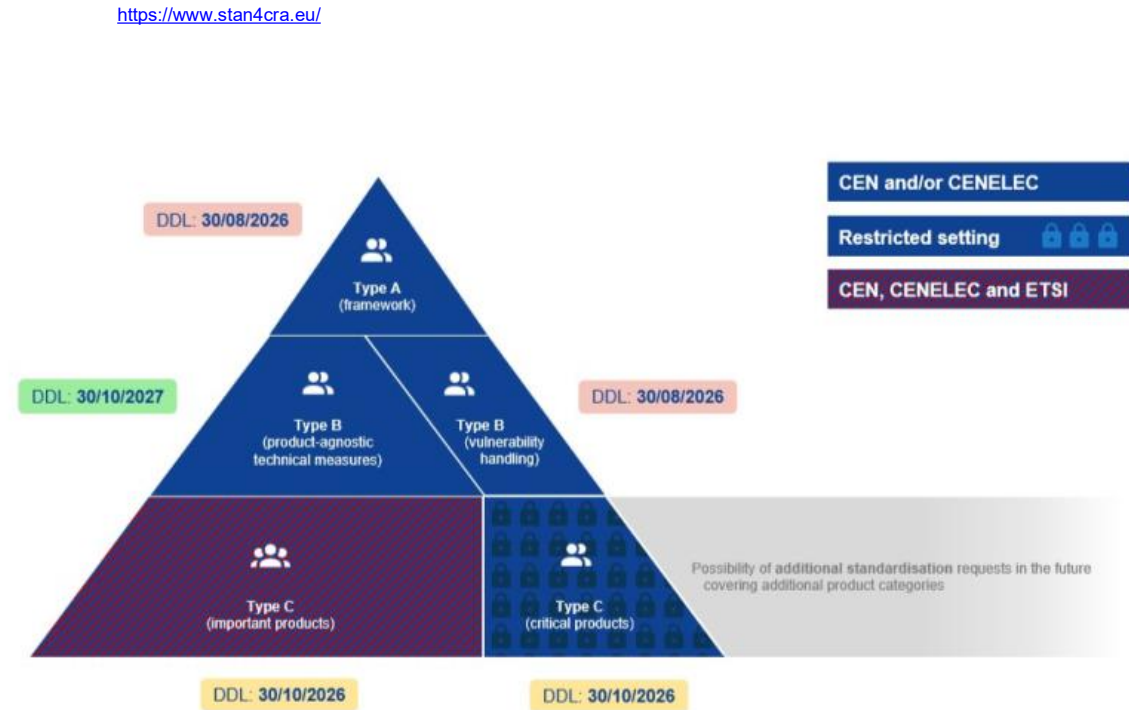 https://www.stan4cra.eu/
CEN and/or CENELEC
Restricted setting
CEN, CENELEC and ETSI
DDL: 30/08/2026
Type A
(framework)
DDL: 30/10/2027
Type B
(product-agnostic
technical measures)
Type B
(vulnerability
handling)
DDL: 30/08/2026
Type C
(important products)
Type C
(critical products)
Possibility of additional standardisation requests in the future
covering additional product categories
DDL: 30/10/2026
DDL: 30/10/2026